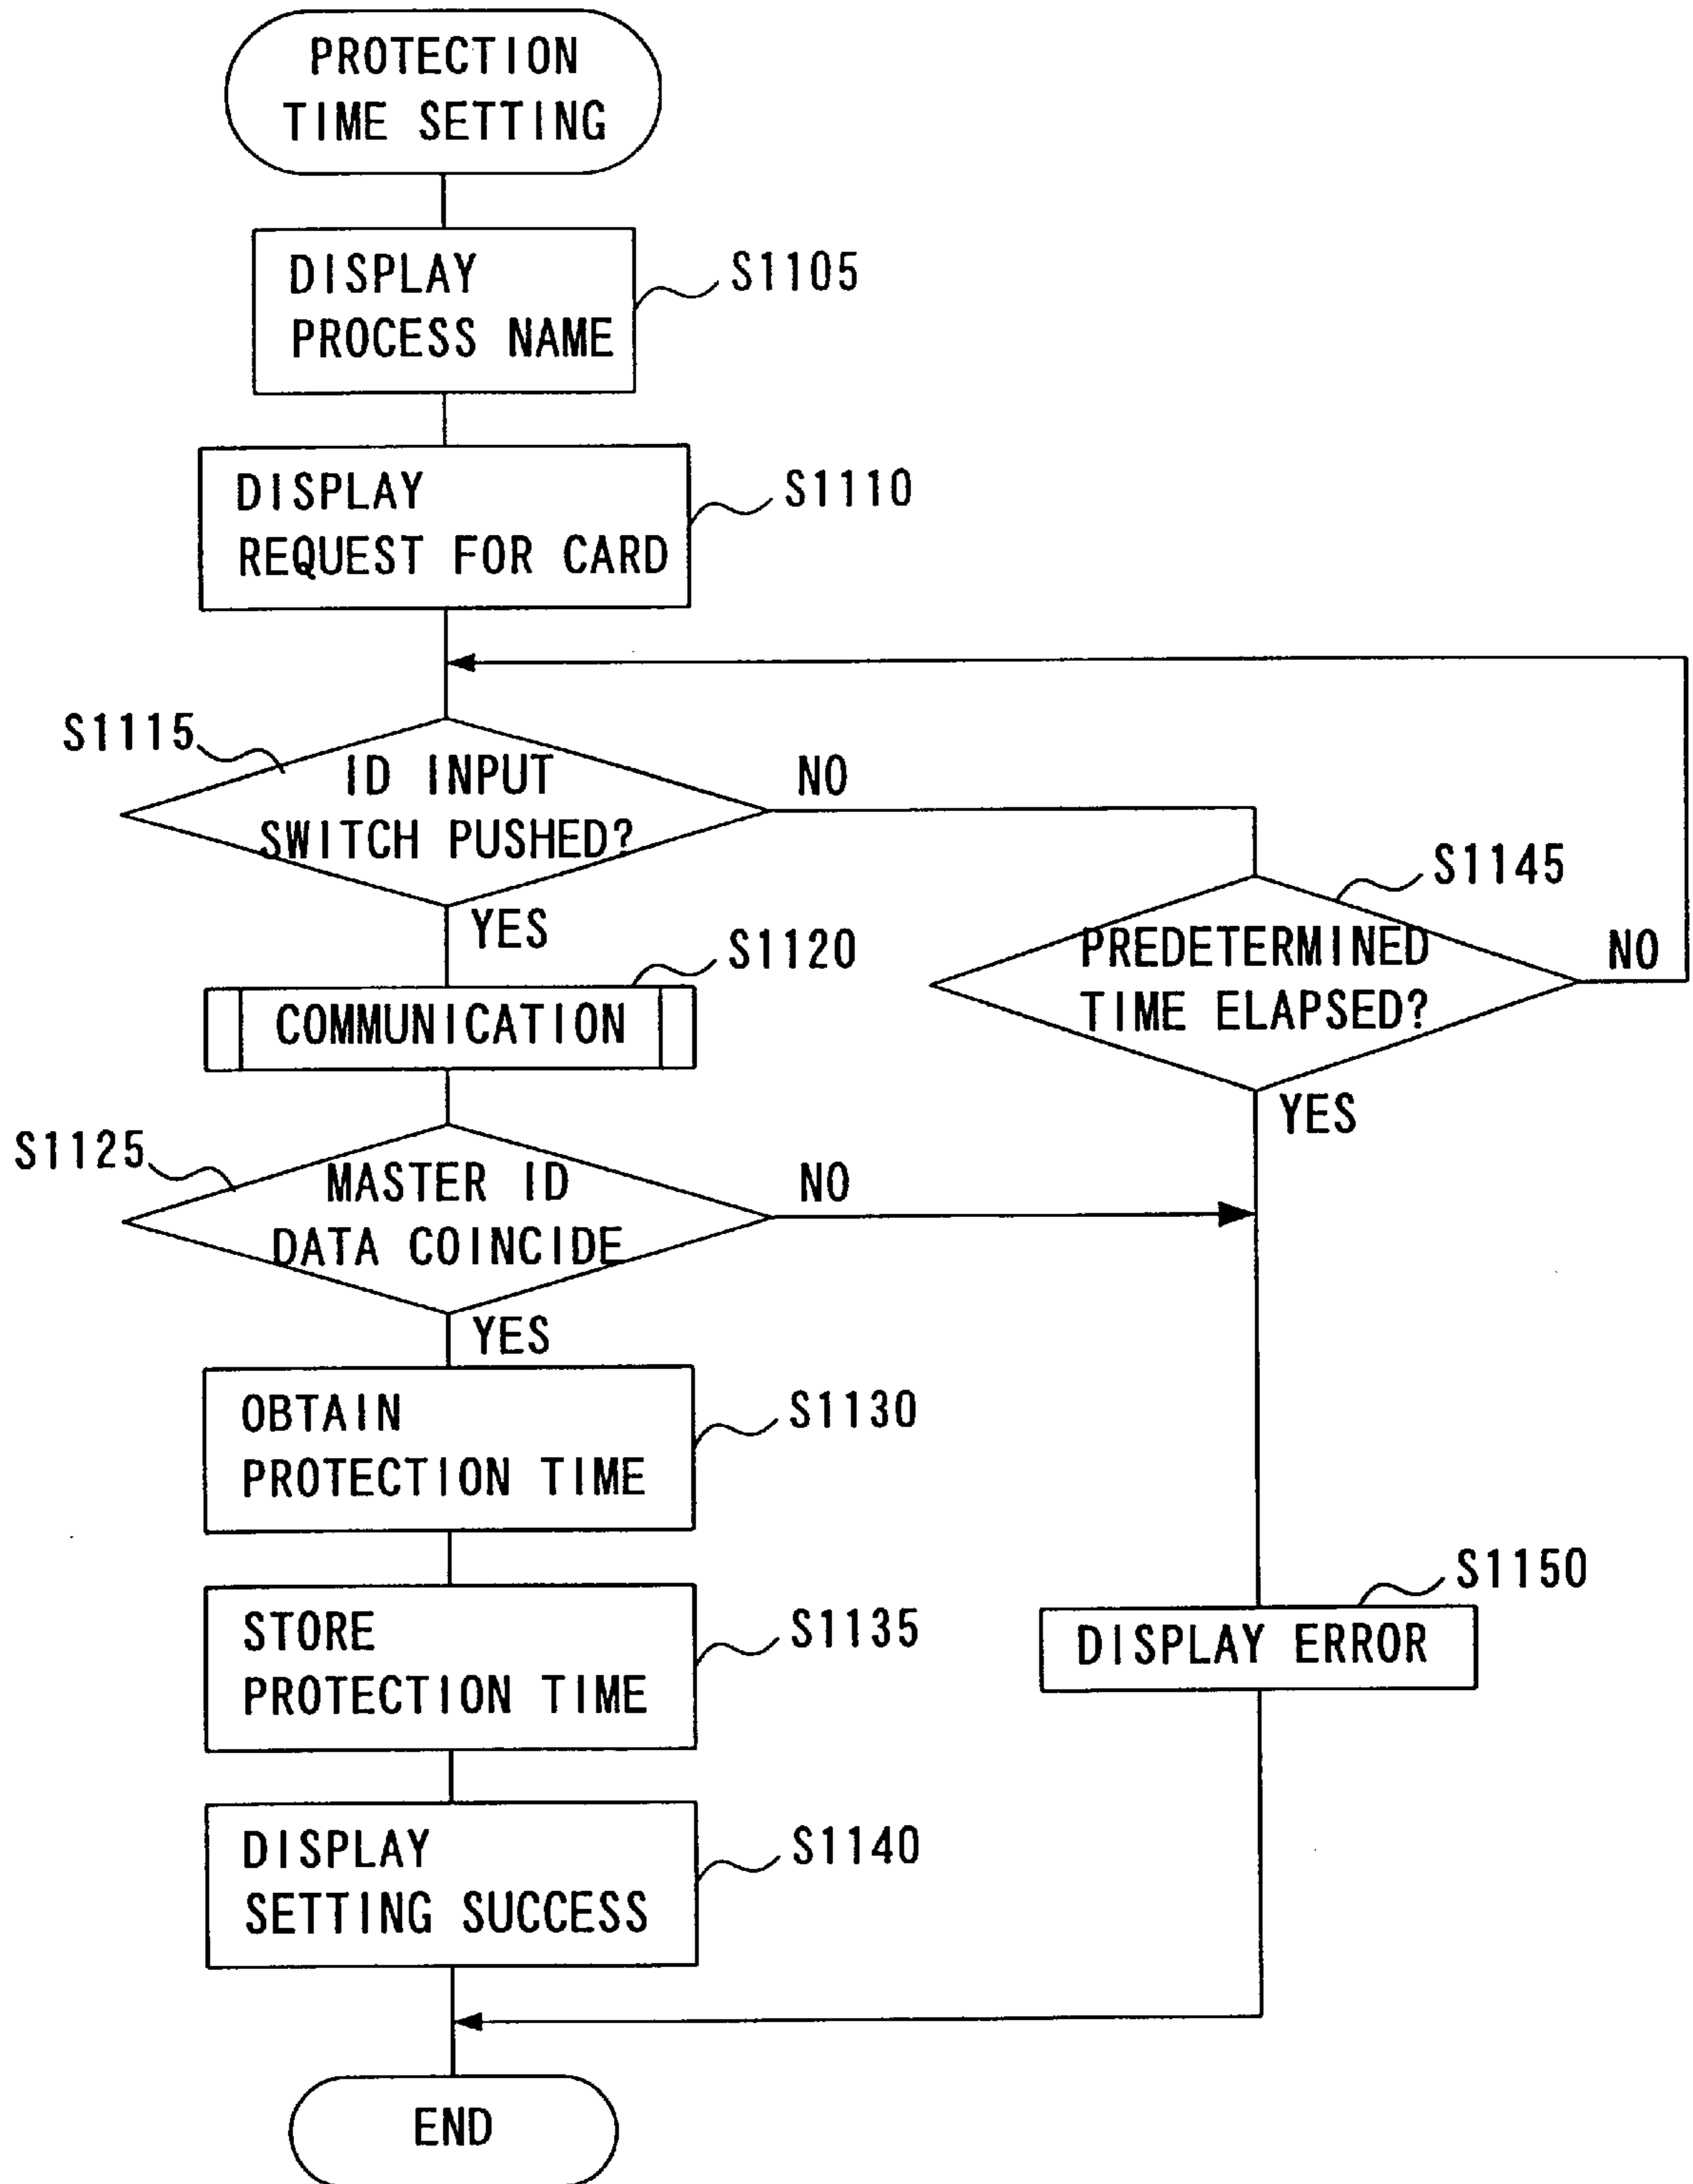 PROTECTION
TIME SETTING
DISPLAY
PROCESS NAME
S1105
DISPLAY
REQUEST FOR CARD
S1110
S1115
ID INPUT
SWITCH PUSHED?
NO
YES
S1145
PREDETERMINED
TIME ELAPSED?
NO
YES
S1120
COMMUNICATION
S1125
MASTER ID
DATA COINCIDE
NO
YES
OBTAIN
PROTECTION TIME
S1130
STORE
PROTECTION TIME
S1135
S1150
DISPLAY ERROR
DISPLAY
SETTING SUCCESS
S1140
END